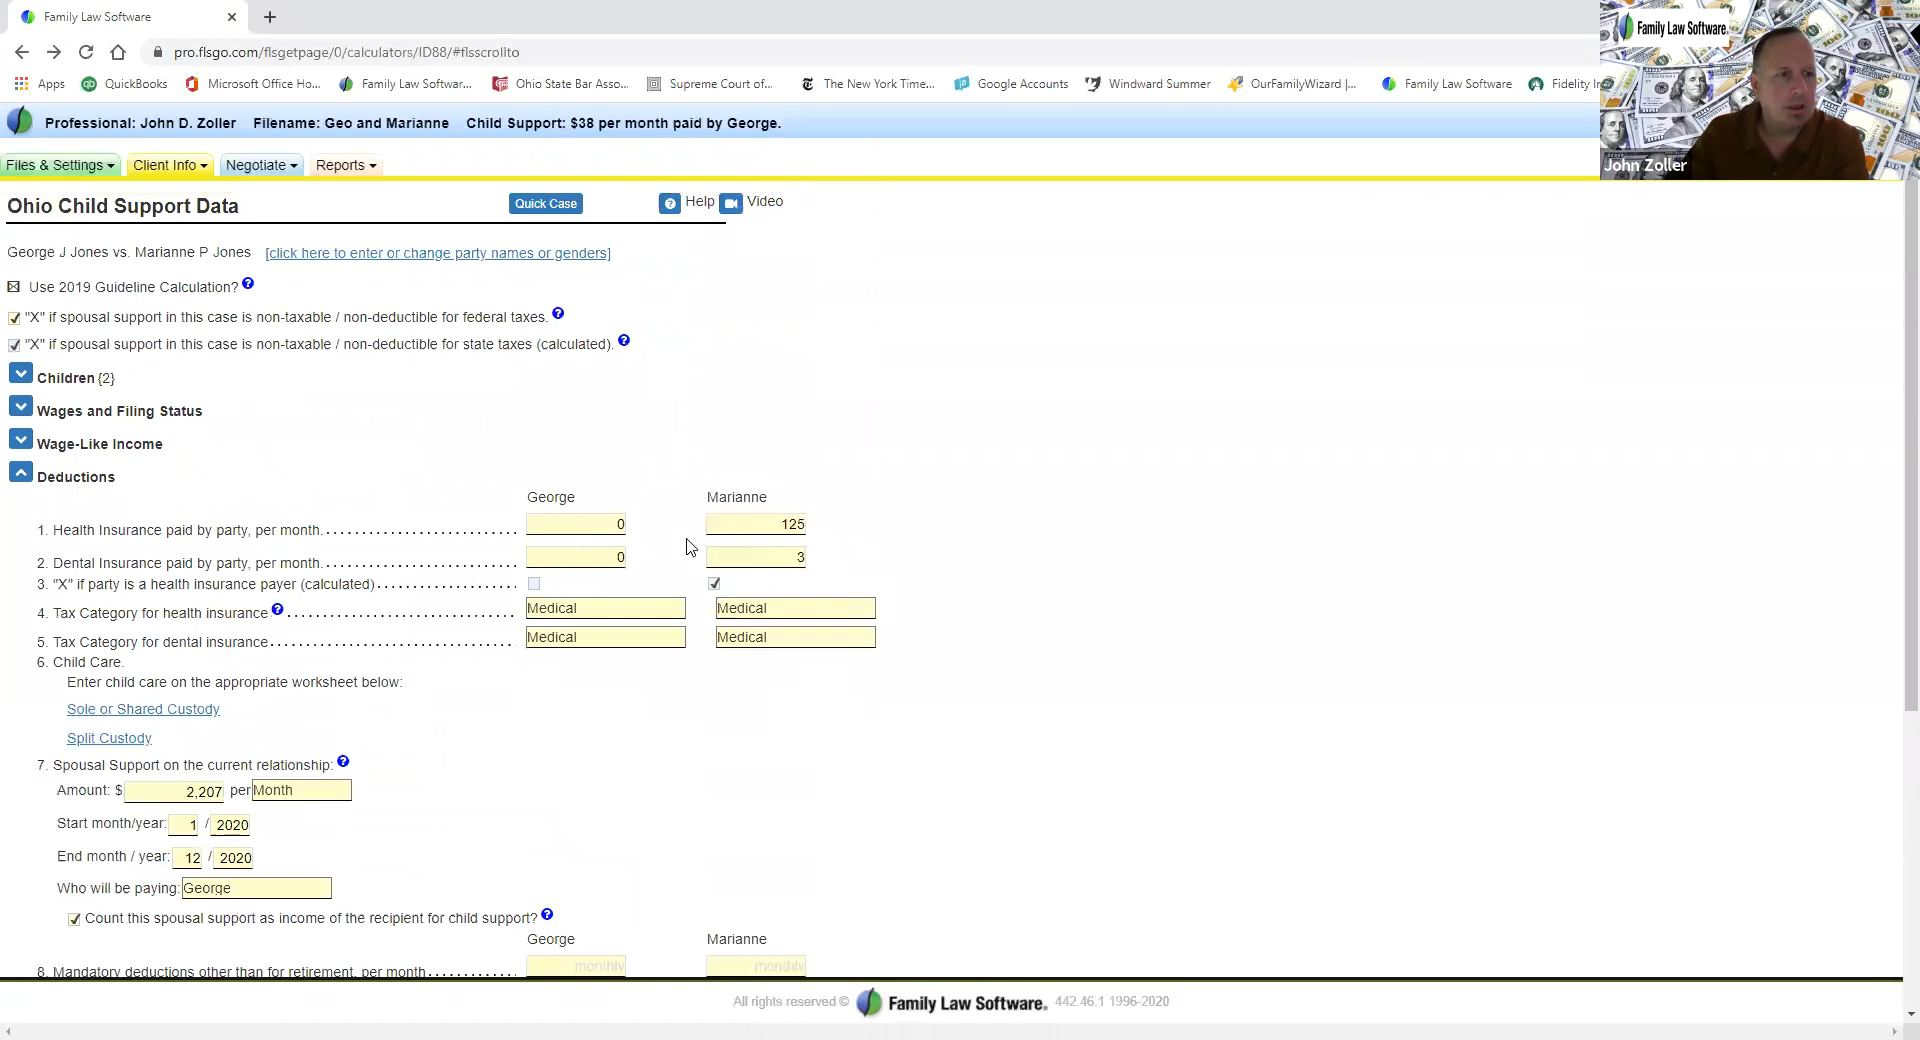 Family Law Software
pro.flsgo.com/flsgetpage/0/calculators/ID88/#flsscrollto
Apps QuickBooks Microsoft Office Ho... Family Law Softwar... Ohio State Bar Asso... Supreme Court of... The New York Time... Google Accounts Windward Summer OurFamilyWizard |... Family Law Software Fidelity In
Family Law Software.
John Zoller
Professional: John D. Zoller Filename: Geo and Marianne Child Support: $38 per month paid by George.
Files & Settings Client Info Negotiate Reports
Ohio Child Support Data Quick Case Help Video
George J Jones vs. Marianne P Jones [click here to enter or change party names or genders]
Use 2019 Guideline Calculation?
"X" if spousal support in this case is non-taxable / non-deductible for federal taxes.
"X" if spousal support in this case is non-taxable / non-deductible for state taxes (calculated).
Children {2}
Wages and Filing Status
Wage-Like Income
Deductions
George Marianne
1. Health Insurance paid by party, per month. 0 125
2. Dental Insurance paid by party, per month. 0 3
3. "X" if party is a health insurance payer (calculated)
4. Tax Category for health insurance Medical Medical
5. Tax Category for dental insurance Medical Medical
6. Child Care.
Enter child care on the appropriate worksheet below:
Sole or Shared Custody
Split Custody
7. Spousal Support on the current relationship:
Amount: $ 2,207 per Month
Start month/year: 1 / 2020
End month / year: 12 / 2020
Who will be paying: George
Count this spousal support as income of the recipient for child support?
George Marianne
8. Mandatory deductions other than for retirement, per month monthly monthly
All rights reserved © Family Law Software. 442.46.1 1996-2020